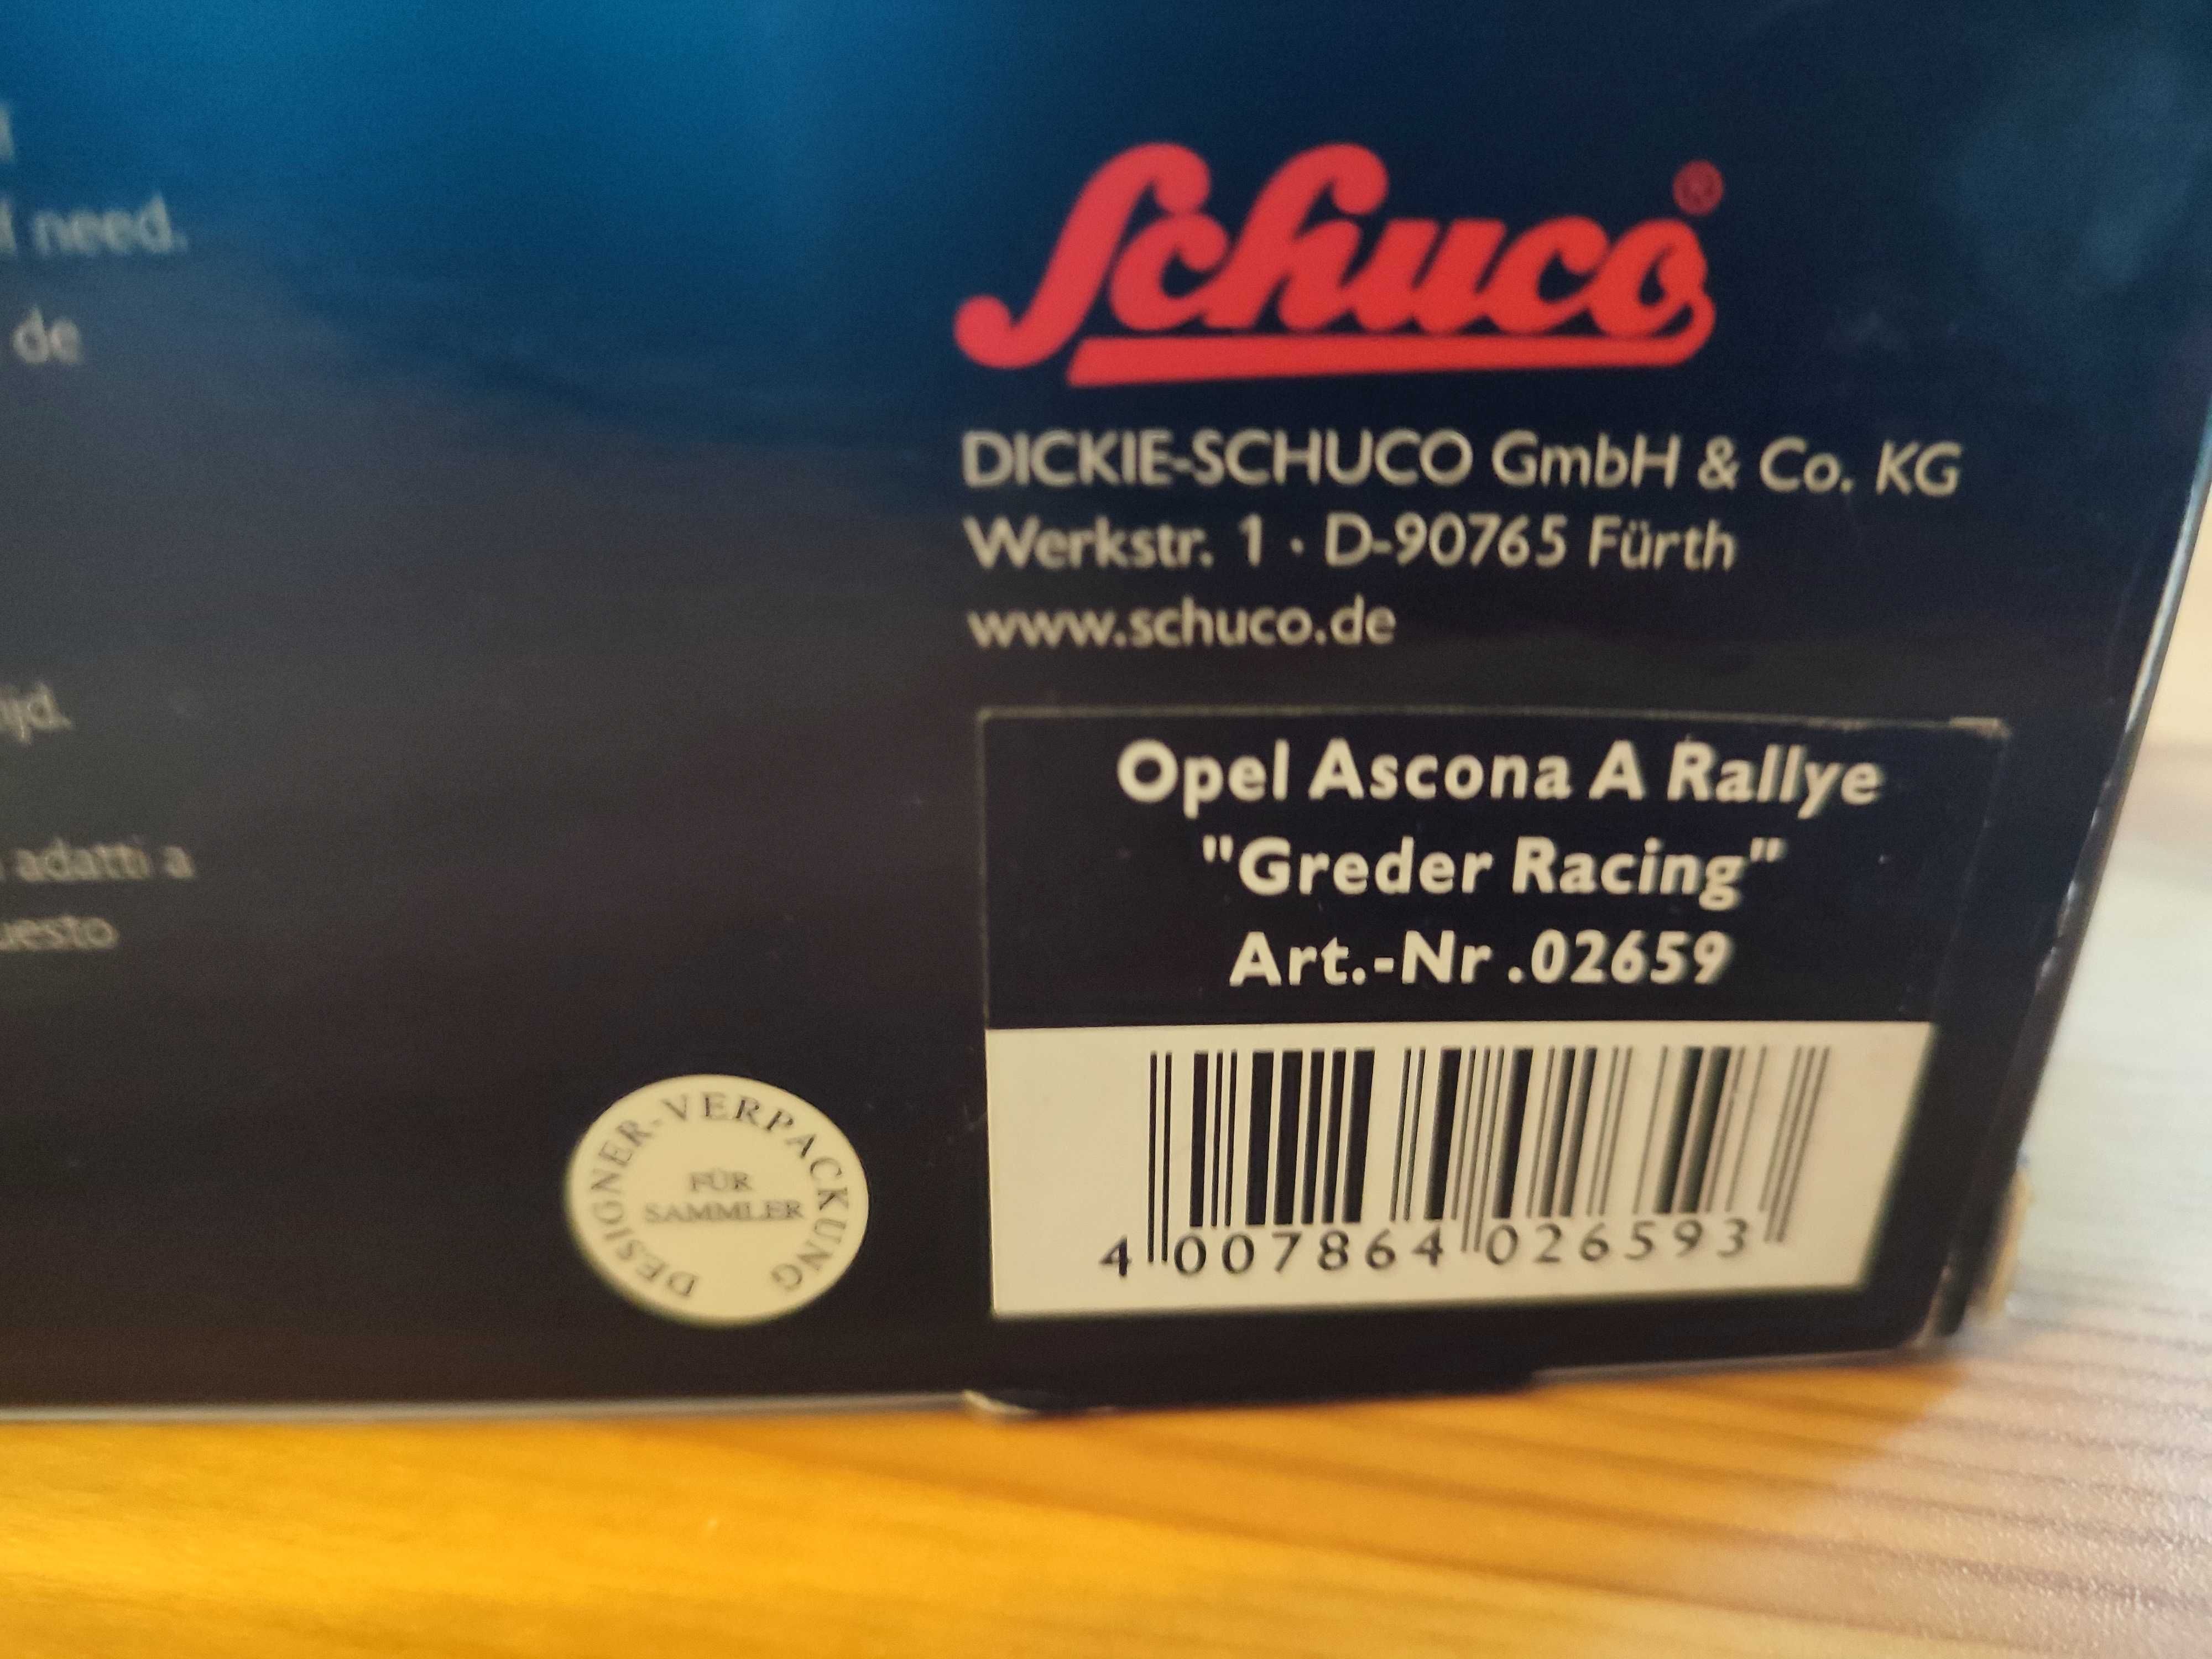 need.
de
ijd.
adatti a
Schuco®
DICKIE-SCHUCO GmbH & Co. KG
Werkstr. 1 · D-90765 Fürth
www.schuco.de
Opel Ascona A Rallye
"Greder Racing"
Art.-Nr.02659
4 007864 026593
DESIGNER-VERPACKUNG
FÜR
SAMMLER